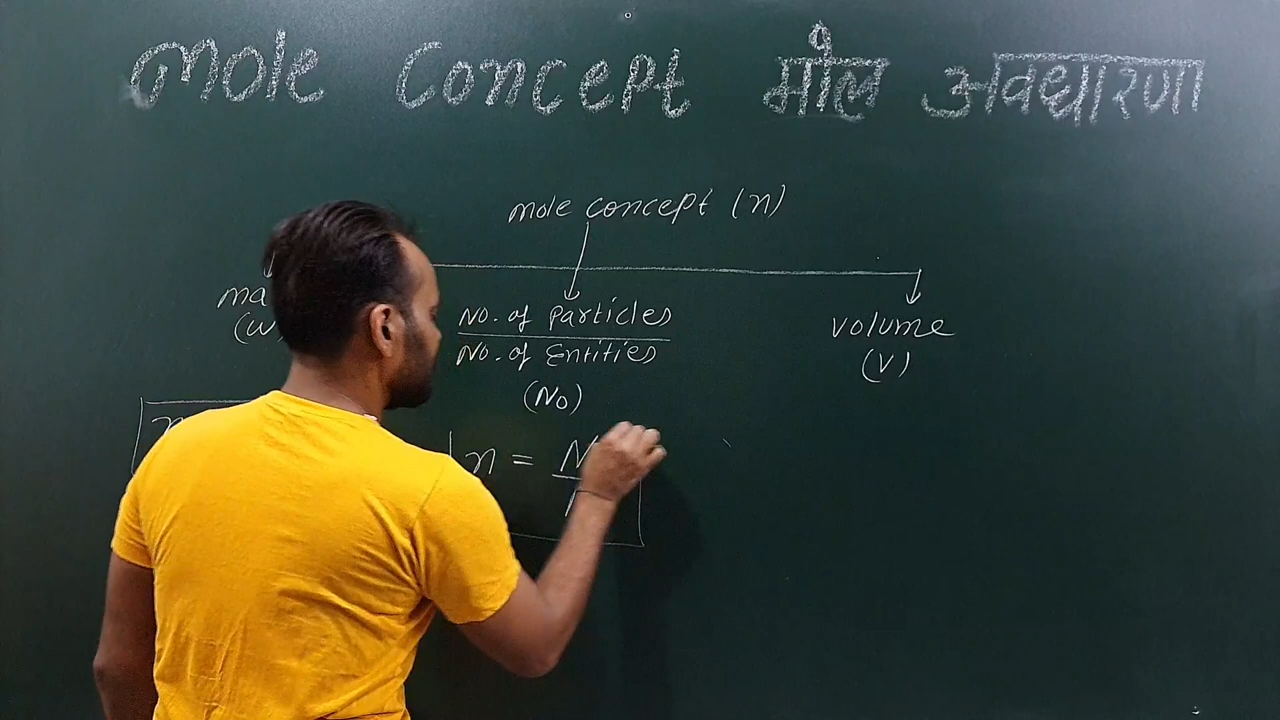 Mole Concept मोल अवधारणा
mole concept (n)
No. of Particles
No. of Entities
(No)
volume
(V)
n =